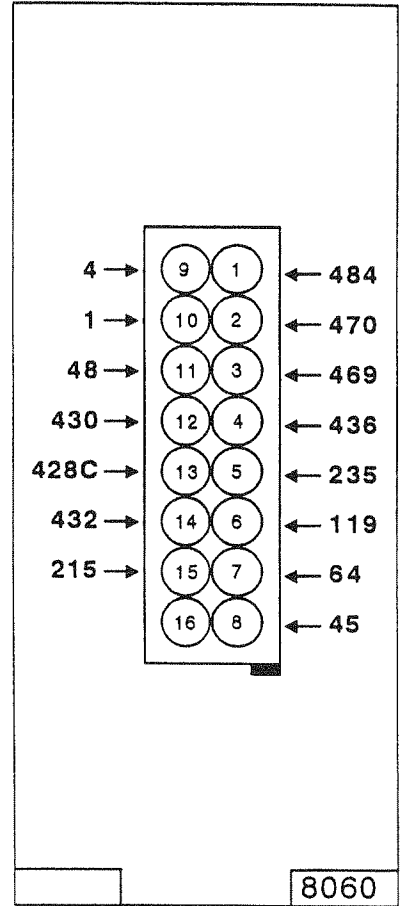 4 → 9 1 ← 484
1 → 10 2 ← 470
48 → 11 3 ← 469
430 → 12 4 ← 436
428C → 13 5 ← 235
432 → 14 6 ← 119
215 → 15 7 ← 64
16 8 ← 45
8060